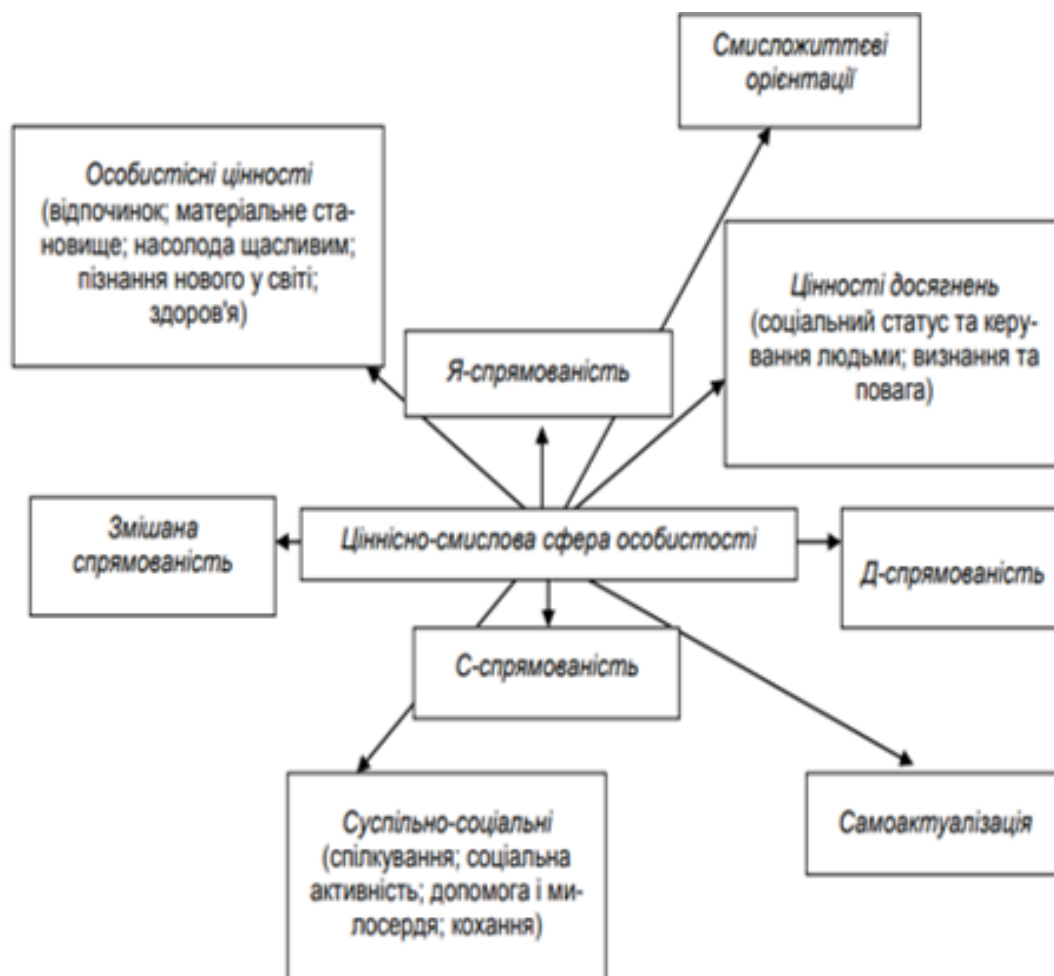 Смисложиттєві
орієнтації
Особистісні цінності
(відпочинок; матеріальне ста-
новище; насолода щасливим;
пізнання нового у світі;
здоров'я)
Цінності досягнень
(соціальний статус та керу-
вання людьми; визнання та
повага)
Я-спрямованість
Змішана
спрямованість
Ціннісно-смислова сфера особистості
Д-спрямованість
С-спрямованість
Суспільно-соціальні
(спілкування; соціальна
активність; допомога і ми-
лосердя; кохання)
Самоактуалізація